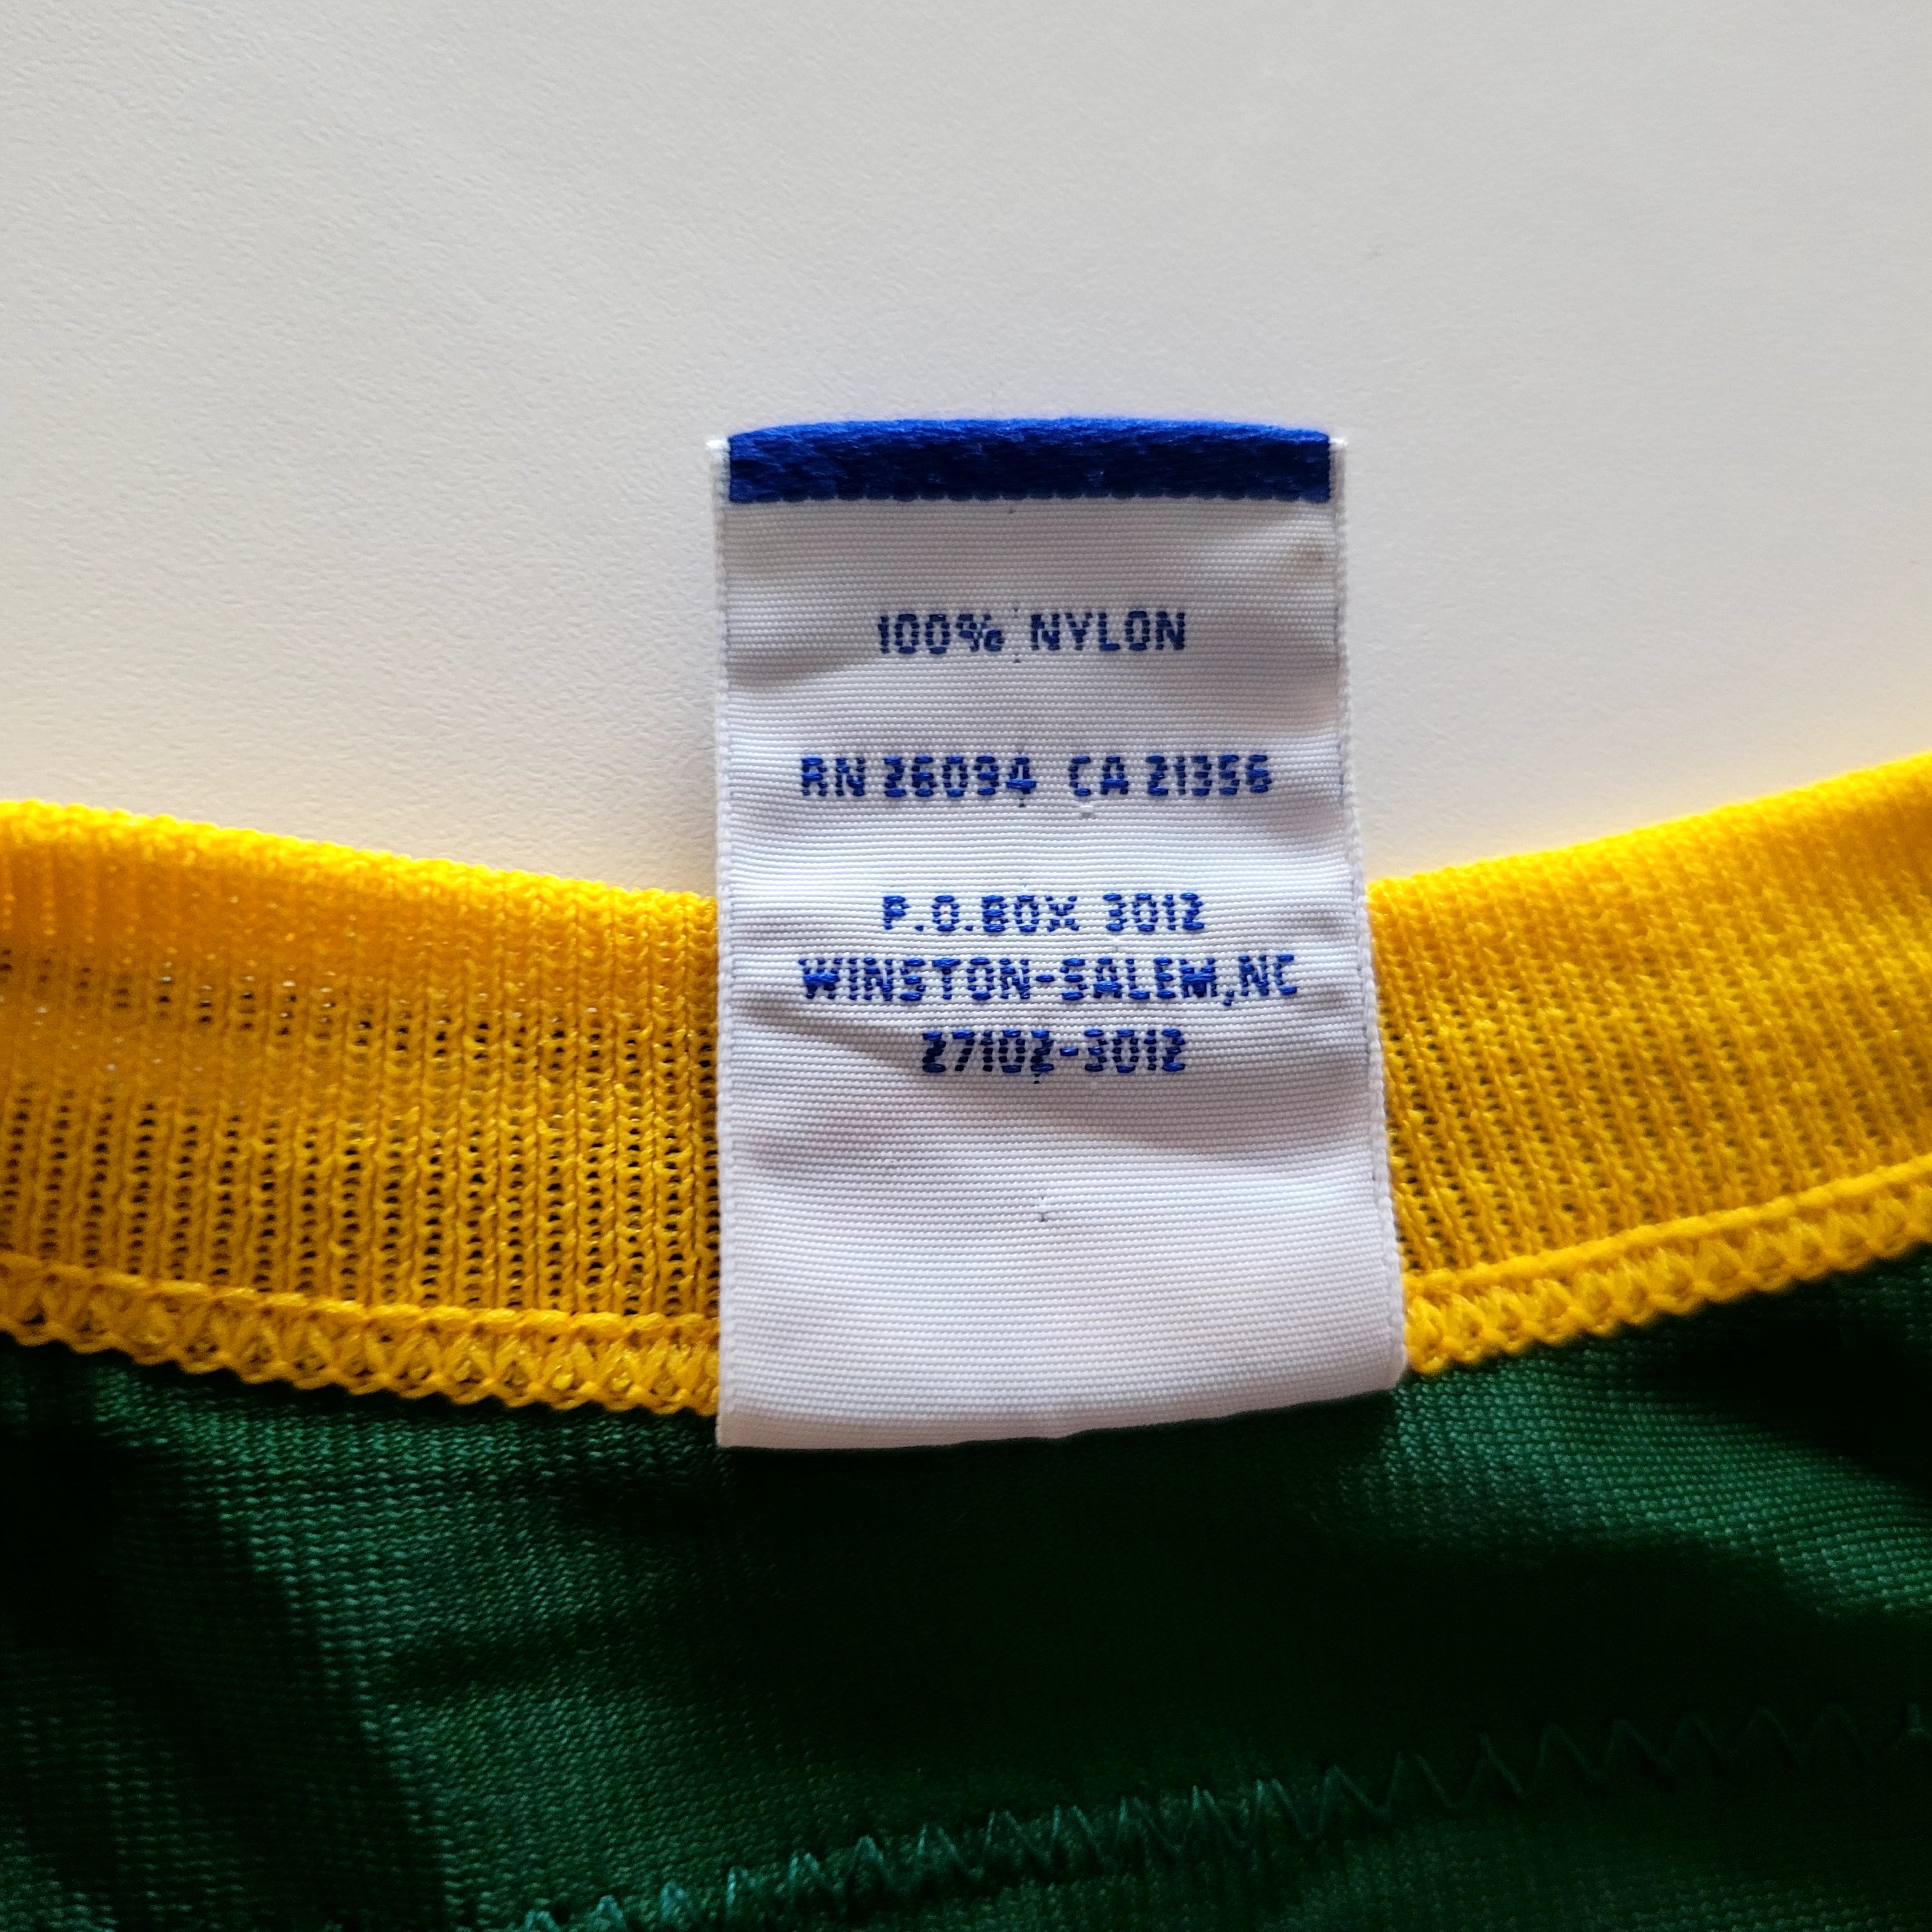 100% NYLON
RN 26094 CA 21356
P.O.BOX 3012
WINSTON-SALEM,NC
27102-3012